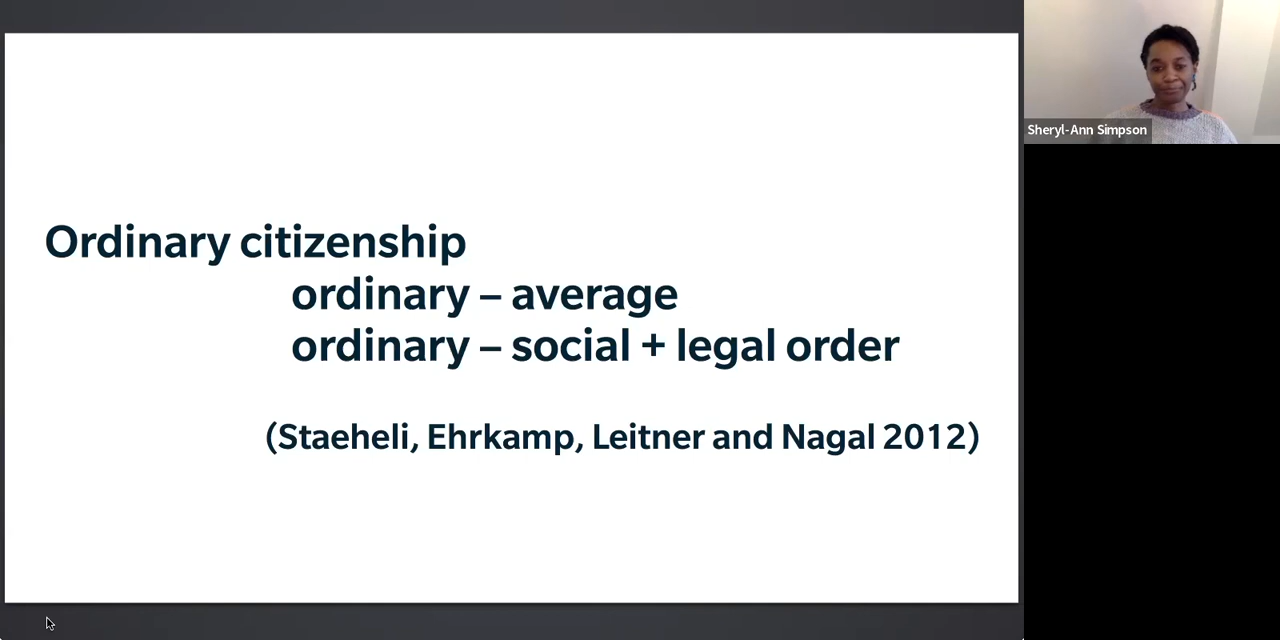 Ordinary citizenship
ordinary – average
ordinary – social + legal order
(Staeheli, Ehrkamp, Leitner and Nagal 2012)
Sheryl-Ann Simpson